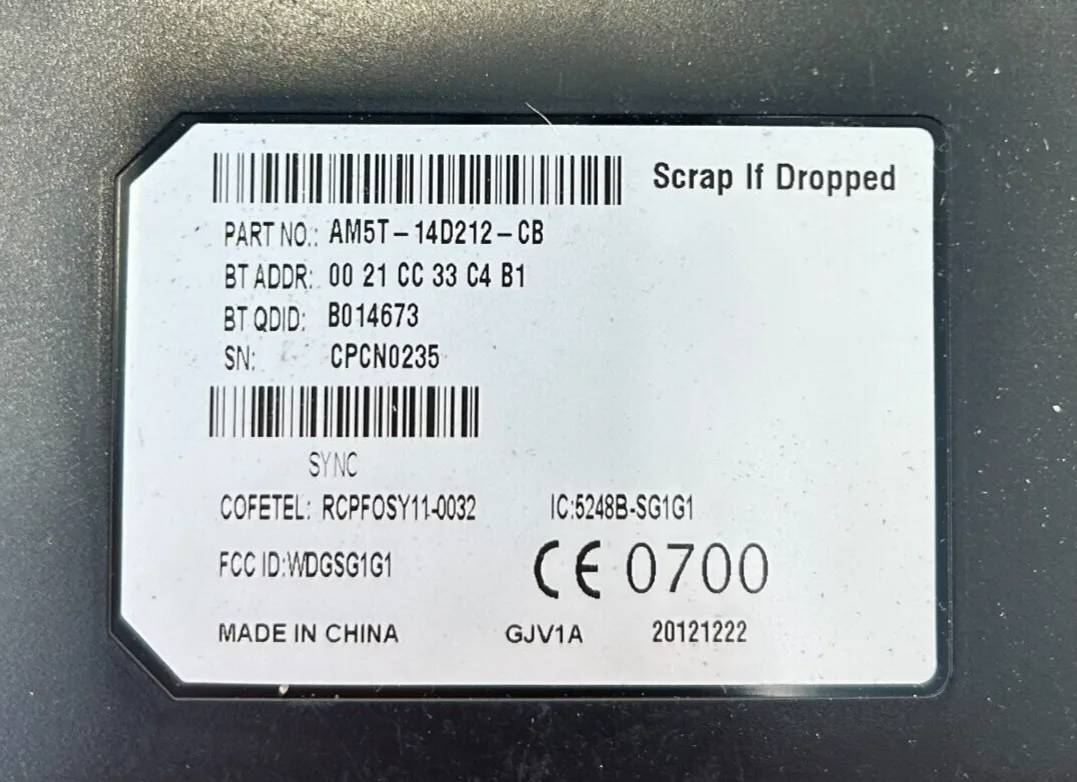 Scrap If Dropped
PART NO.: AM5T-14D212-CB
BT ADDR: 00 21 CC 33 C4 B1
BT QDID: B014673
SN: CPCN0235
SYNC
COFETEL: RCPFOSY11-0032 IC:5248B-SG1G1
FCC ID:WDGSG1G1 CE 0700
MADE IN CHINA GJV1A 20121222